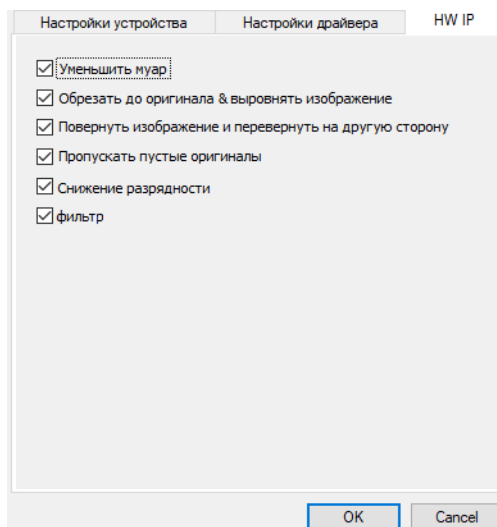 Настройки устройства Настройки драйвера HW IP
Уменьшить муар
Обрезать до оригинала & выровнять изображение
Повернуть изображение и перевернуть на другую сторону
Пропускать пустые оригиналы
Снижение разрядности
фильтр
OK Cancel